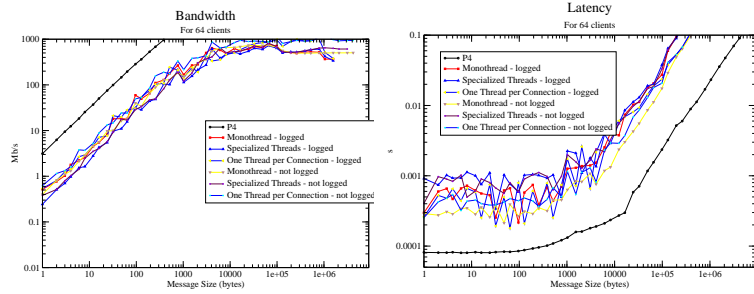 Bandwidth
For 64 clients
Mb/s
1000
100
10
1
0.1
0.01
P4
Monothread - logged
Specialized Threads - logged
One Thread per Connection - logged
Monothread - not logged
Specialized Threads - not logged
One Thread per Connection - not logged
1
10
100
1000
10000
1e+05
1e+06
Message Size (bytes)
Latency
For 64 clients
s
0.1
0.01
0.001
0.0001
P4
Monothread - logged
Specialized Threads - logged
One Thread per Connection - logged
Monothread - not logged
Specialized Threads - not logged
One Thread per Connection - not logged
1
10
100
1000
10000
1e+05
1e+06
Message Size (bytes)